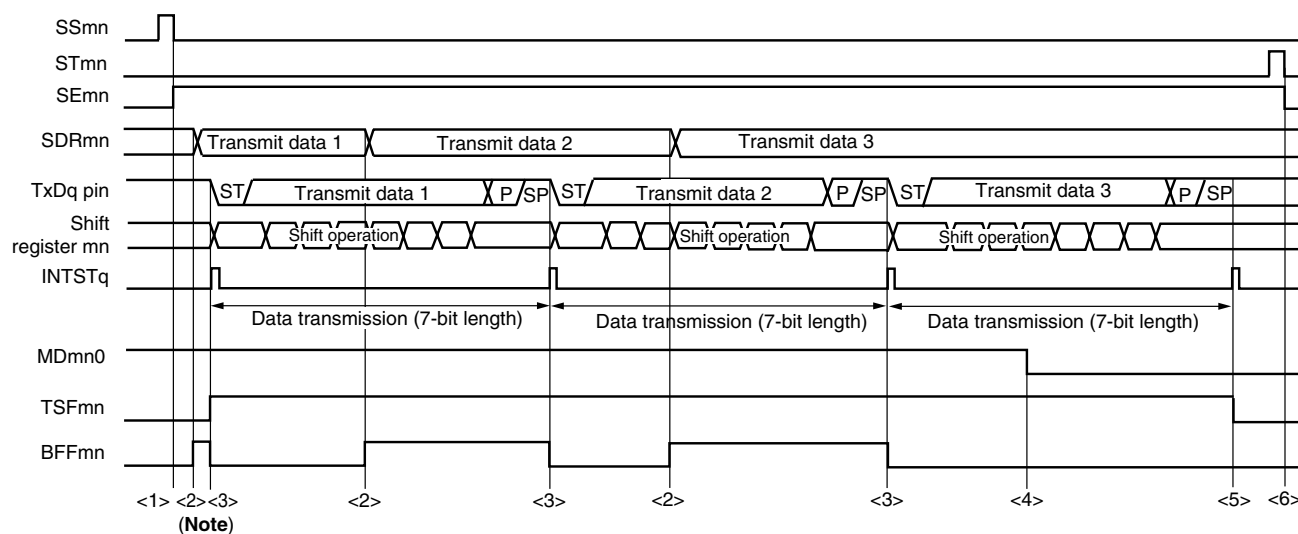 SSmn
STmn
SEmn
SDRmn Transmit data 1 Transmit data 2 Transmit data 3
TxDq pin ST Transmit data 1 P SP ST Transmit data 2 P SP ST Transmit data 3 P SP
Shift
register mn Shift operation Shift operation Shift operation
INTSTq
Data transmission (7-bit length) Data transmission (7-bit length) Data transmission (7-bit length)
MDmn0
TSFmn
BFFmn
<1> <2> <3> <2> <3> <2> <3> <4> <5> <6>
(Note)